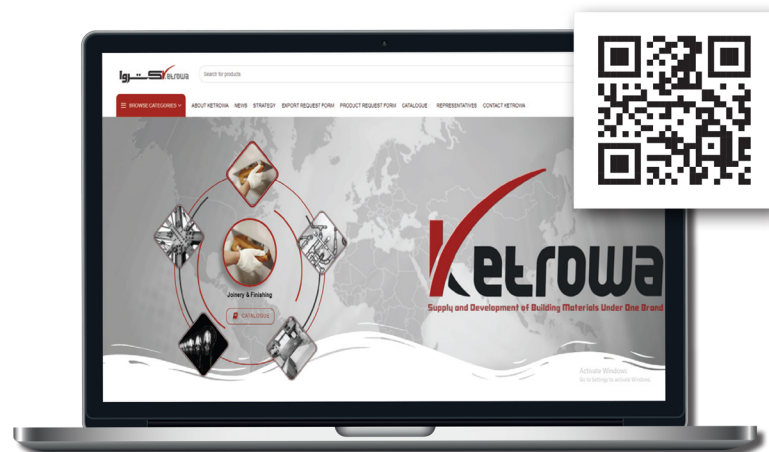 کتروا Ketrowa
Search for products
BROWSE CATEGORIES
ABOUT KETROWA NEWS STRATEGY EXPORT REQUEST FORM PRODUCT REQUEST FORM CATALOGUE REPRESENTATIVES CONTACT KETROWA
Ketrowa
Supply and Development of Building Materials Under One Brand
Joinery & Finishing
CATALOGUE
Activate Windows
Go to Settings to activate Windows.